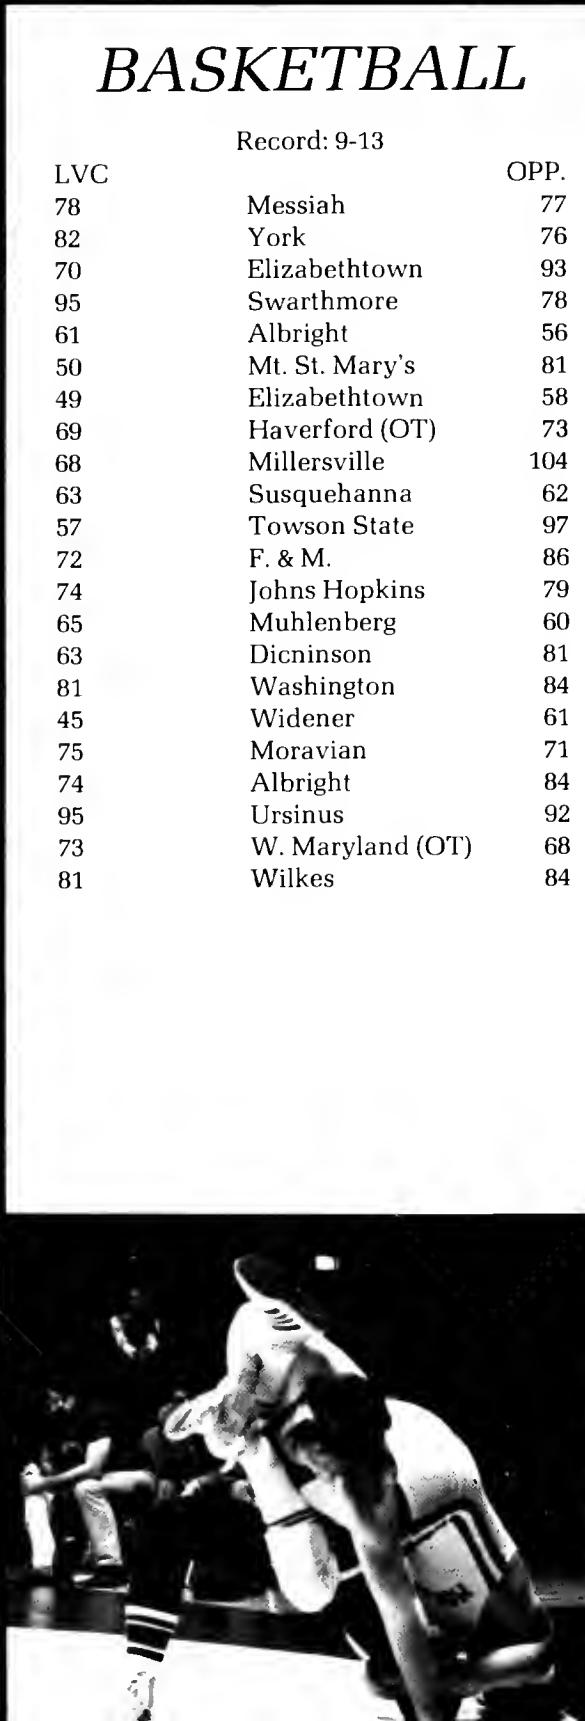 BASKETBALL
Record: 9-13
LVC OPP.
78 Messiah 77
82 York 76
70 Elizabethtown 93
95 Swarthmore 78
61 Albright 56
50 Mt. St. Mary's 81
49 Elizabethtown 58
69 Haverford (OT) 73
68 Millersville 104
63 Susquehanna 62
57 Towson State 97
72 F. & M. 86
74 Johns Hopkins 79
65 Muhlenberg 60
63 Dicninson 81
81 Washington 84
45 Widener 61
75 Moravian 71
74 Albright 84
95 Ursinus 92
73 W. Maryland (OT) 68
81 Wilkes 84